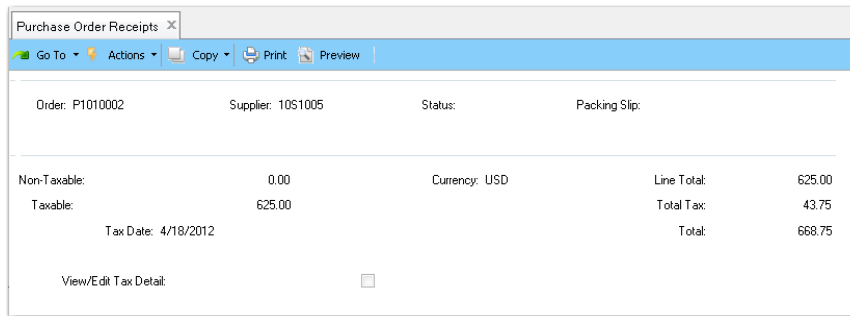 Purchase Order Receipts X
Go To Actions Copy Print Preview
Order: P1010002 Supplier: 10S1005 Status: Packing Slip:
Non-Taxable: 0.00 Currency: USD Line Total: 625.00
Taxable: 625.00 Total Tax: 43.75
Tax Date: 4/18/2012 Total: 668.75
View/Edit Tax Detail: